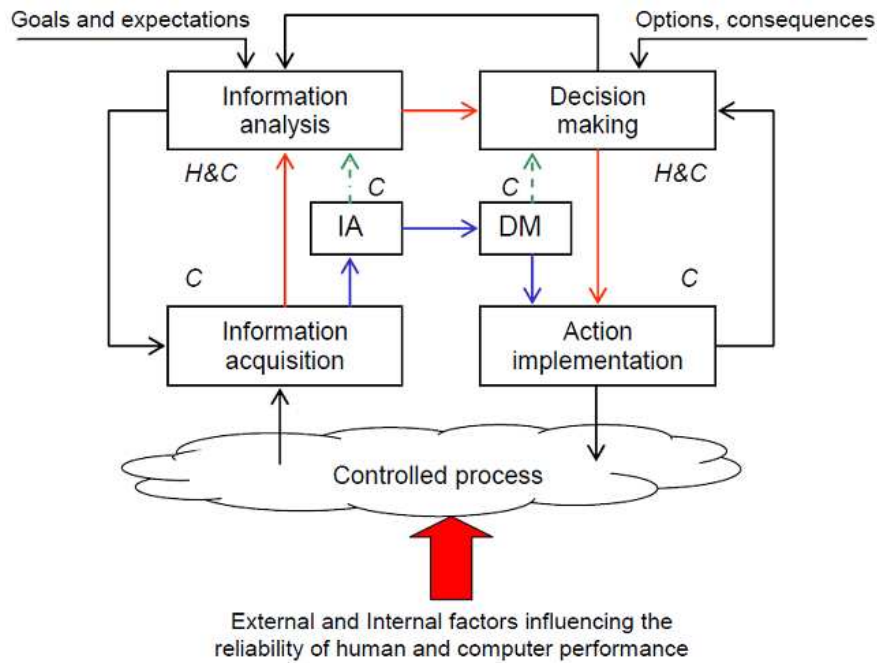 Goals and expectations
Options, consequences
Information
analysis
Decision
making
H&C
C
C
H&C
IA
DM
C
C
Information
acquisition
Action
implementation
Controlled process
External and Internal factors influencing the
reliability of human and computer performance